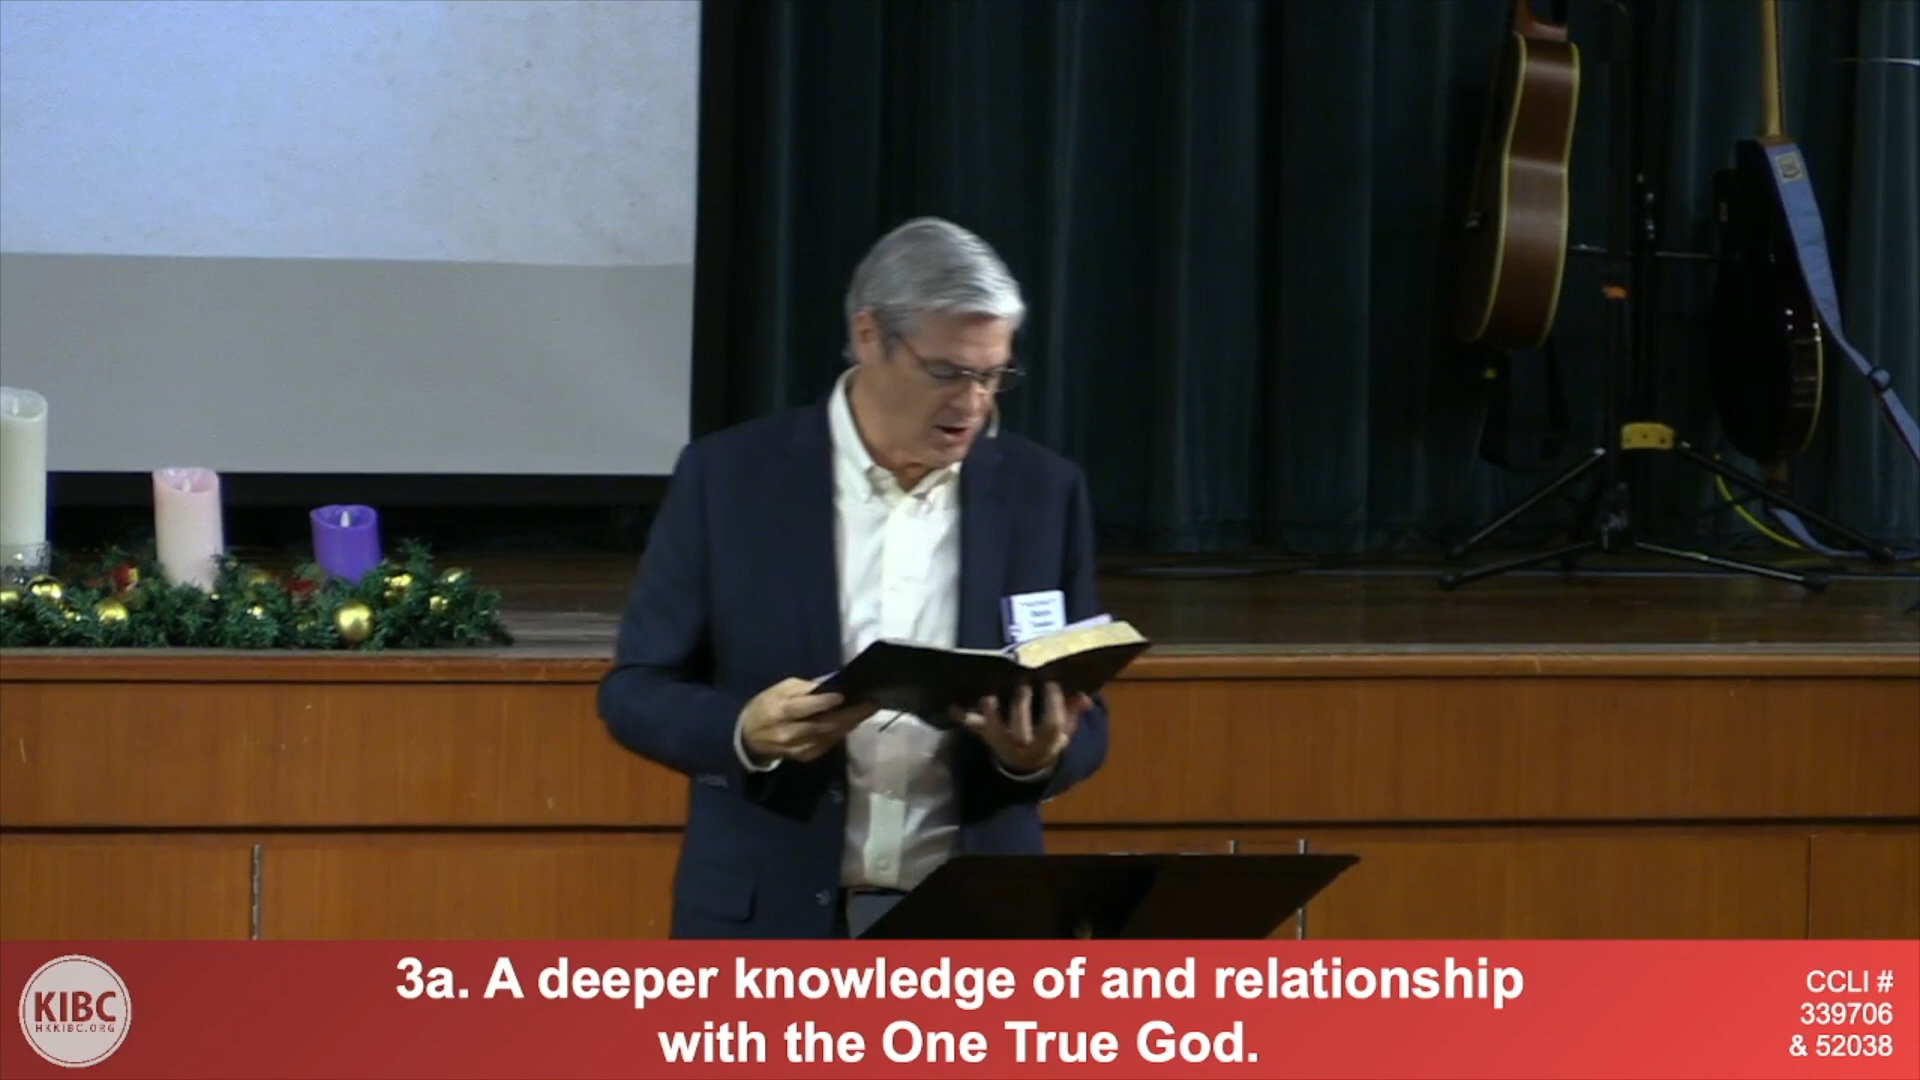 3a. A deeper knowledge of and relationship
with the One True God.
KIBC
HKKIBC.ORG
CCLI #
339706
& 52038